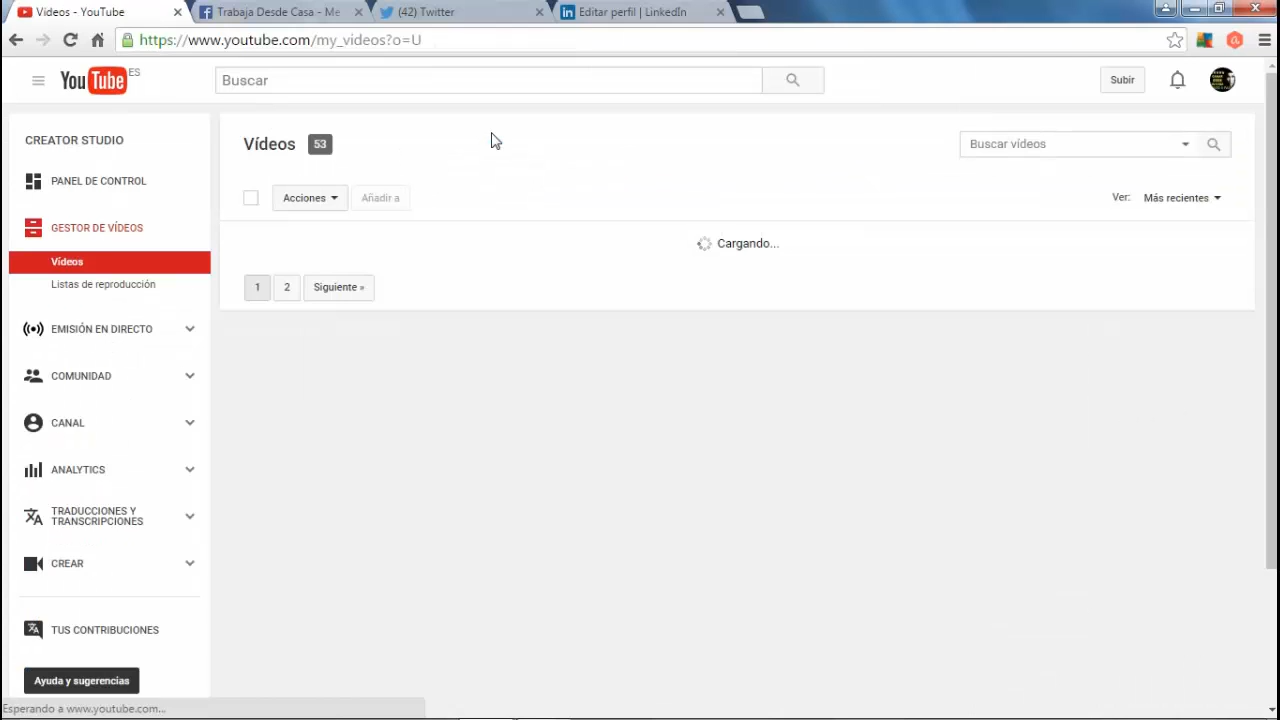 Vídeos - YouTube
Trabaja Desde Casa - Me
(42) Twitter
Editar perfil | LinkedIn
https://www.youtube.com/my_videos?o=U
YouTube ES
Buscar
Subir
CREATOR STUDIO
PANEL DE CONTROL
GESTOR DE VÍDEOS
Vídeos
Listas de reproducción
EMISIÓN EN DIRECTO
COMUNIDAD
CANAL
ANALYTICS
TRADUCCIONES Y
TRANSCRIPCIONES
CREAR
TUS CONTRIBUCIONES
Ayuda y sugerencias
Vídeos 53
Buscar vídeos
Acciones
Añadir a
Ver: Más recientes
Cargando...
1 2 Siguiente »
Esperando a www.youtube.com...